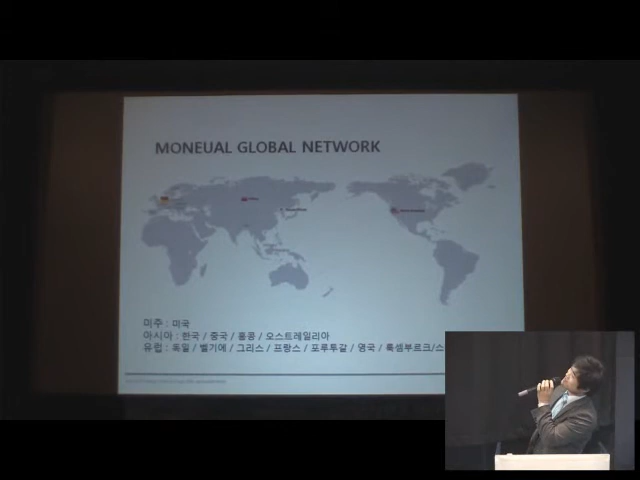 MONEUAL GLOBAL NETWORK
미주 : 미국
아시아 : 한국 / 중국 / 홍콩 / 오스트레일리아
유럽 : 독일 / 벨기에 / 그리스 / 프랑스 / 포루투갈 / 영국 / 룩셈부르크/스